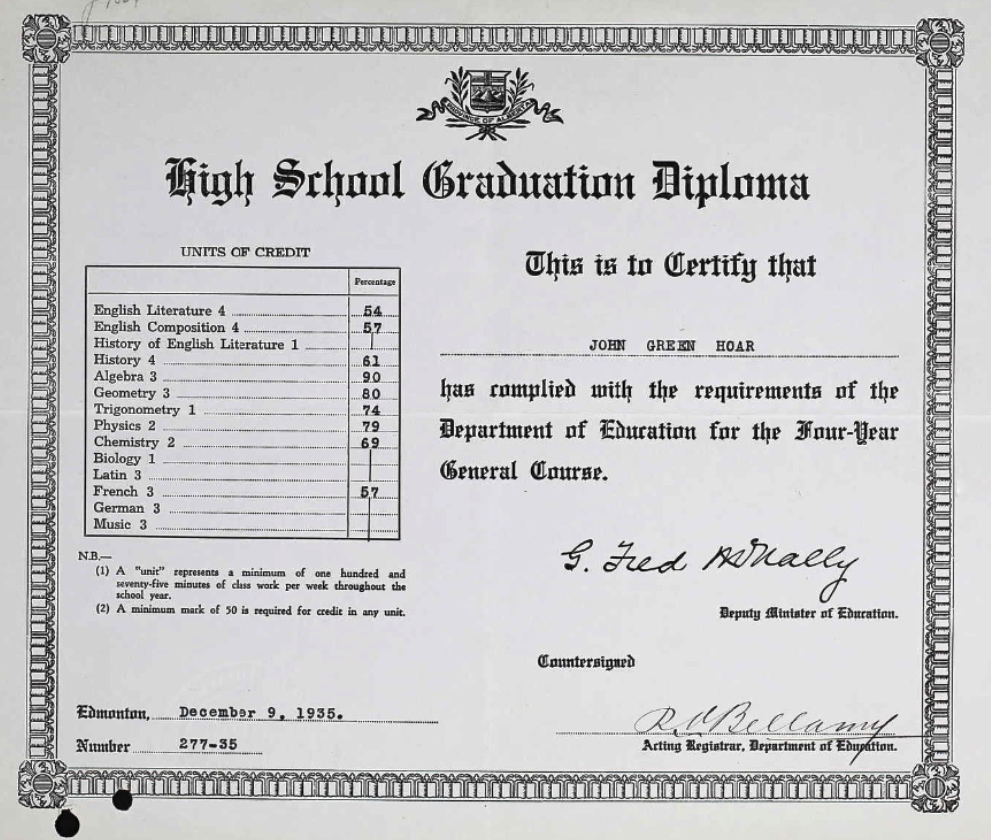 PROVINCE OF ALBERTA
High School Graduation Diploma
UNITS OF CREDIT
Percentage
English Literature 4 54
English Composition 4 57
History of English Literature 1
History 4 61
Algebra 3 90
Geometry 3 80
Trigonometry 1 74
Physics 2 79
Chemistry 2 69
Biology 1
Latin 3
French 3 57
German 3
Music 3
N.B.—
(1) A "unit" represents a minimum of one hundred and
seventy-five minutes of class work per week throughout the
school year.
(2) A minimum mark of 50 is required for credit in any unit.
Edmonton, December 9, 1935.
Number 277-35
This is to Certify that
JOHN GREEN HOAR
has complied with the requirements of the
Department of Education for the Four-Year
General Course.
G. Fred McNally
Deputy Minister of Education.
Countersigned
Bellamy
Acting Registrar, Department of Education.